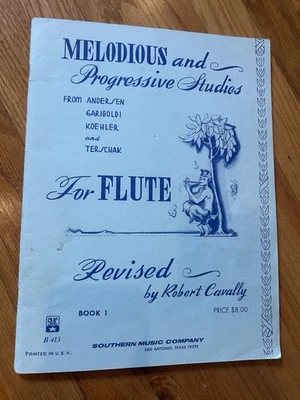 MELODIOUS and
Progressive Studies
FROM ANDERSEN
GARIBOLDI
KOEHLER
and
TERSCHAK
For FLUTE
Revised
by Robert Cavally
BOOK 1
PRICE $8.00
SMC
B 413
PRINTED IN U.S.A.
SOUTHERN MUSIC COMPANY
SAN ANTONIO, TEXAS 78292